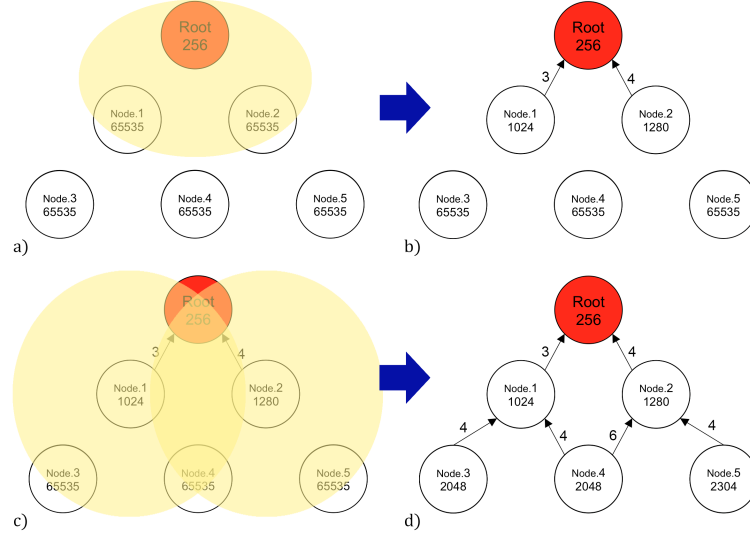 Root
256
Node.1
65535
Node.2
65535
Node.3
65535
Node.4
65535
Node.5
65535
a)
Root
256
3
4
Node.1
1024
Node.2
1280
Node.3
65535
Node.4
65535
Node.5
65535
b)
Root
256
3
4
Node.1
1024
Node.2
1280
Node.3
65535
Node.4
65535
Node.5
65535
c)
Root
256
3
4
Node.1
1024
Node.2
1280
4
4
6
4
Node.3
2048
Node.4
2048
Node.5
2304
d)